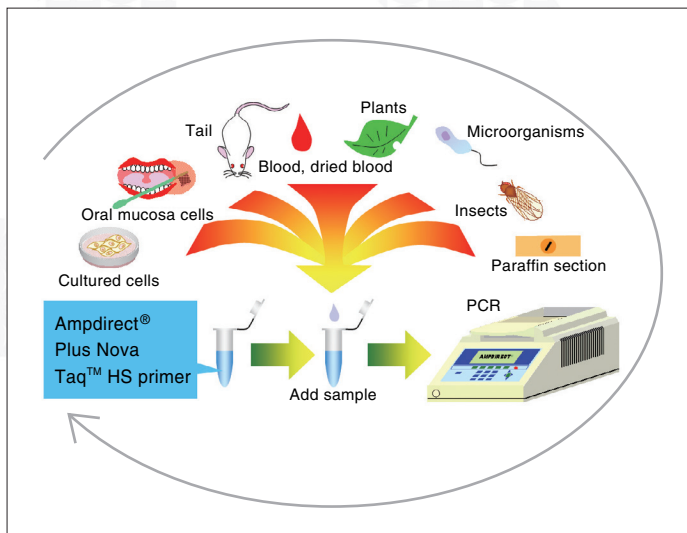 Tail
Plants
Microorganisms
Blood, dried blood
Oral mucosa cells
Insects
Cultured cells
Paraffin section
Ampdirect®
Plus Nova
Taq™ HS primer
Add sample
PCR
AMPDIRECT